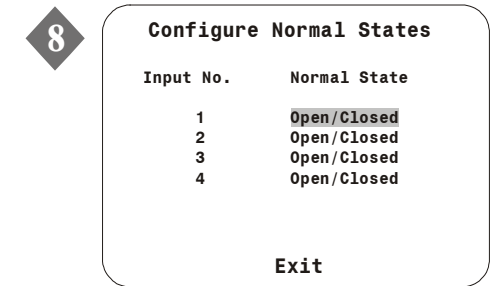 8
Configure Normal States
Input No. Normal State
1 Open/Closed
2 Open/Closed
3 Open/Closed
4 Open/Closed
Exit